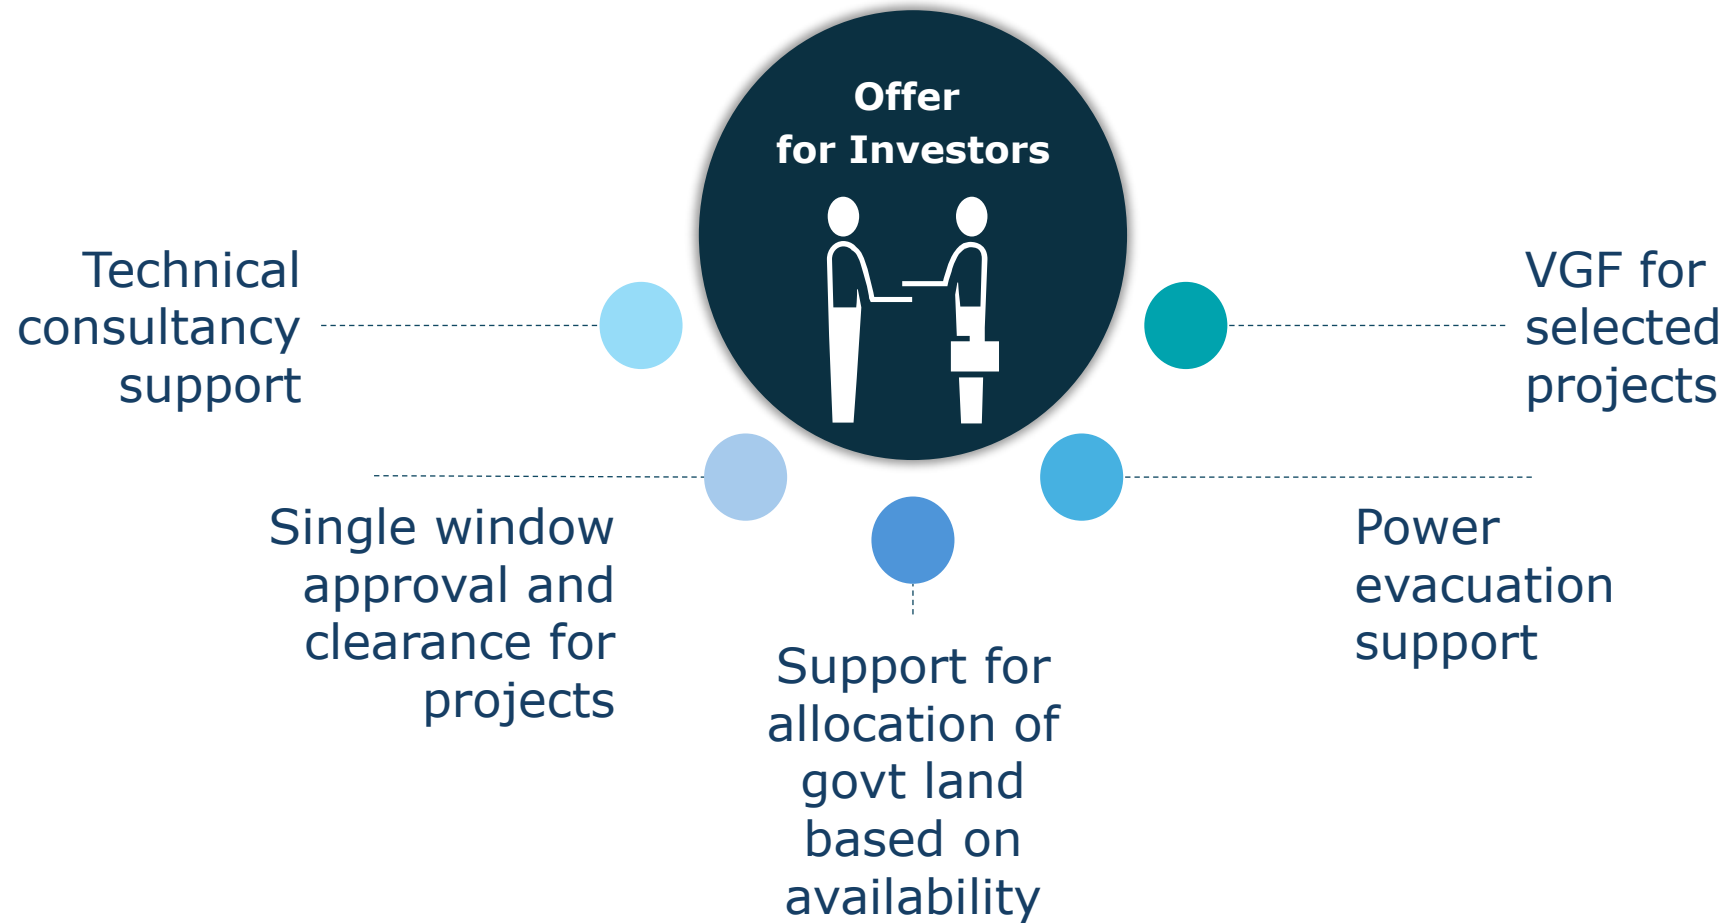 Offer
for Investors
Technical
consultancy
support
Single window
approval and
clearance for
projects
Support for
allocation of
govt land
based on
availability
Power
evacuation
support
VGF for
selected
projects